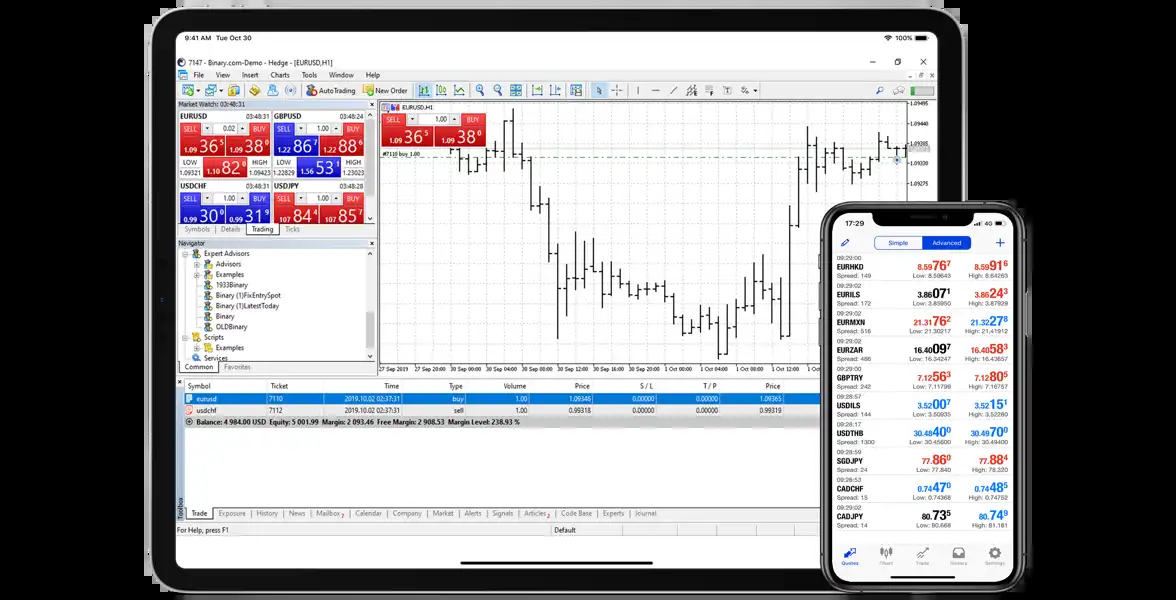 9:41 AM Tue Oct 30
100%
7147 - Binary.com-Demo - Hedge - [EURUSD,H1]
File View Insert Charts Tools Window Help
AutoTrading New Order
Market Watch: 03:48:31
EURUSD 03:48:31 GBPUSD 03:48:24
SELL 0.02 BUY SELL 1.00 BUY
1.09 36 5 1.09 38 0 1.22 86 7 1.22 88 6
LOW 1.10 82 0 HIGH LOW 1.56 53 1 HIGH
1.09321 1.09423 1.22829 1.23023
USDCHF 03:48:31 USDJPY 03:48:28
SELL 1.00 BUY SELL 1.00 BUY
0.99 30 0 0.99 31 9 107 84 4 107 85 7
Symbols Details Trading Ticks
Navigator
Expert Advisors
Advisors
Examples
1933Binary
Binary (1)FixEntrySpot
Binary (1)LatestToday
Binary
OLDBinary
Scripts
Examples
Services
Common Favorites
EURUSD,H1
SELL 1.00 BUY
1.09 36 5 1.09 38 0
#7110 buy 1.00
1.09495
1.09440
1.09385
1.09330
1.09275
27 Sep 2019 27 Sep 20:00 30 Sep 00:00 30 Sep 04:00 30 Sep 08:00 30 Sep 12:00 30 Sep 16:00 30 Sep 20:00 1 Oct 00:00 1 Oct 04:00 1 Oct 08:00 1 Oct 12:00 1 Oct
Symbol Ticket Time Type Volume Price S / L T / P Price
eurusd 7110 2019.10.02 02:37:31 buy 1.00 1.09346 0.00000 0.00000 1.09365
usdchf 7112 2019.10.02 02:37:31 sell 1.00 0.99318 0.00000 0.00000 0.99319
Balance: 4 984.00 USD Equity: 5 001.99 Margin: 2 093.46 Free Margin: 2 908.53 Margin Level: 238.93 %
Toolbox
Trade Exposure History News Mailbox 7 Calendar Company Market Alerts Signals Articles 2 Code Base Experts Journal
For Help, press F1 Default
17:29 4G
Simple Advanced
09:29:00
EURHKD 8.59 76 7 8.59 91 6
Spread: 149 Low: 8.59643 High: 8.64263
09:29:02
EURILS 3.86 07 1 3.86 24 3
Spread: 172 Low: 3.85950 High: 3.87929
09:29:02
EURMXN 21.31 76 2 21.32 27 8
Spread: 516 Low: 21.30217 High: 21.41912
09:29:02
EURZAR 16.40 09 7 16.40 58 3
Spread: 486 Low: 16.34247 High: 16.43657
09:29:00
GBPTRY 7.12 56 3 7.12 80 5
Spread: 242 Low: 7.11798 High: 7.16757
09:28:57
USDILS 3.52 00 7 3.52 15 1
Spread: 144 Low: 3.50935 High: 3.52280
09:28:17
USDTHB 30.48 40 0 30.49 70 0
Spread: 1300 Low: 30.45600 High: 30.49400
09:28:59
SGDJPY 77. 86 0 77. 88 4
Spread: 24 Low: 77.840 High: 78.320
09:28:53
CADCHF 0.74 47 0 0.74 48 5
Spread: 15 Low: 0.74368 High: 0.74752
09:29:02
CADJPY 80. 73 5 80. 74 9
Spread: 14 Low: 80.668 High: 81.181
Quotes Chart Trade History Settings